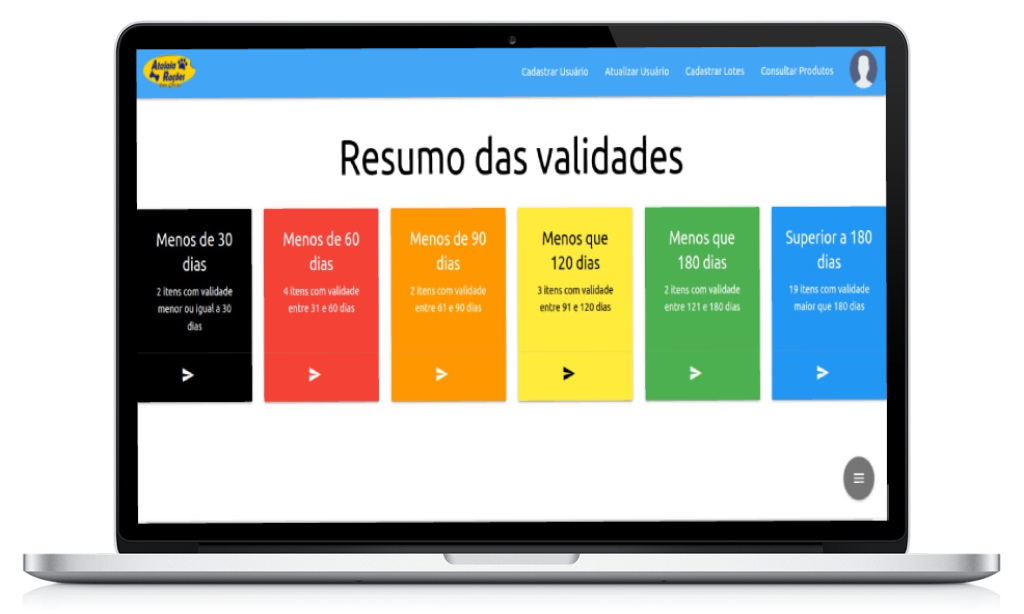 Atalaia
Rações
Cadastrar Usuário
Atualizar Usuário
Cadastrar Lotes
Consultar Produtos
Resumo das validades
Menos de 30
dias
2 itens com validade
menor ou igual a 30
dias
>
Menos de 60
dias
4 itens com validade
entre 31 e 60 dias
>
Menos de 90
dias
2 itens com validade
entre 61 e 90 dias
>
Menos que
120 dias
3 itens com validade
entre 91 e 120 dias
>
Menos que
180 dias
2 itens com validade
entre 121 e 180 dias
>
Superior a 180
dias
19 itens com validade
maior que 180 dias
>